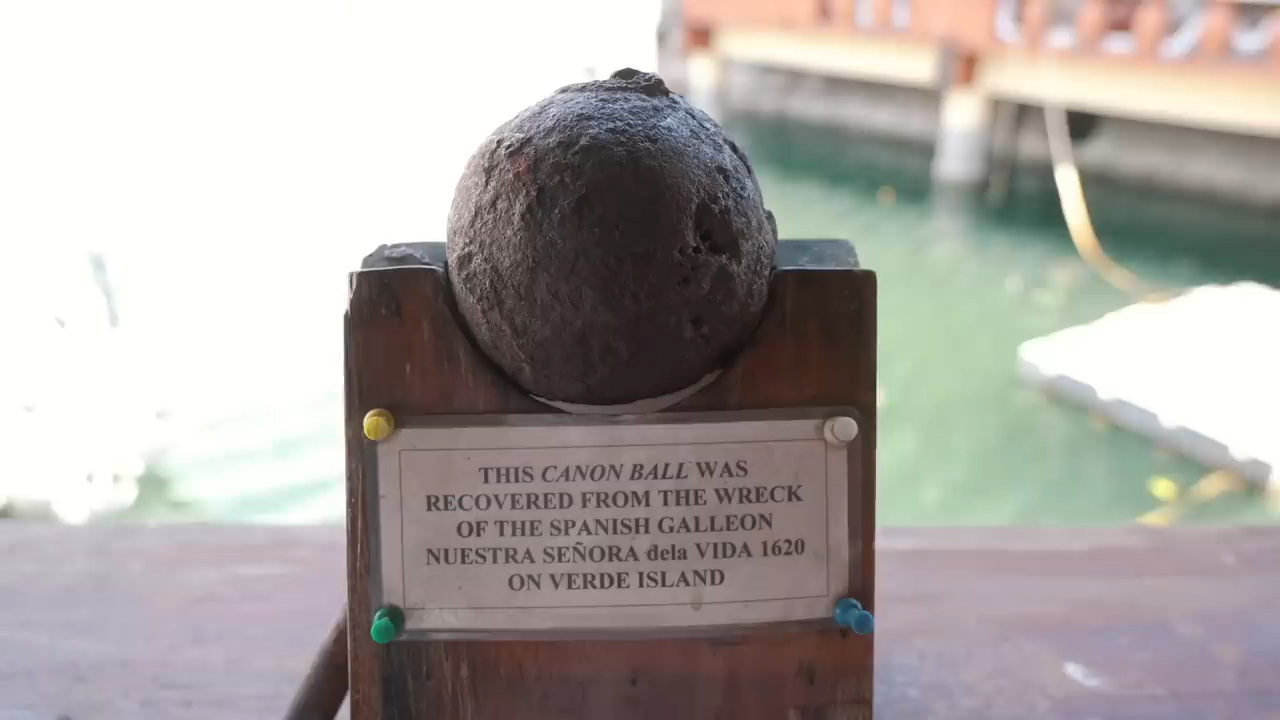 THIS CANON BALL WAS
RECOVERED FROM THE WRECK
OF THE SPANISH GALLEON
NUESTRA SEÑORA dela VIDA 1620
ON VERDE ISLAND